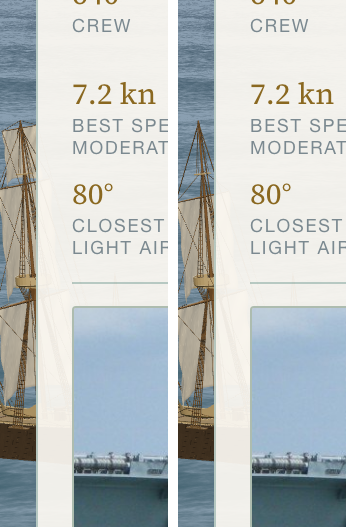 CREW
7.2 kn
BEST SPE
MODERAT
80°
CLOSEST
LIGHT AIR
CREW
7.2 kn
BEST SPE
MODERAT
80°
CLOSEST
LIGHT AIR